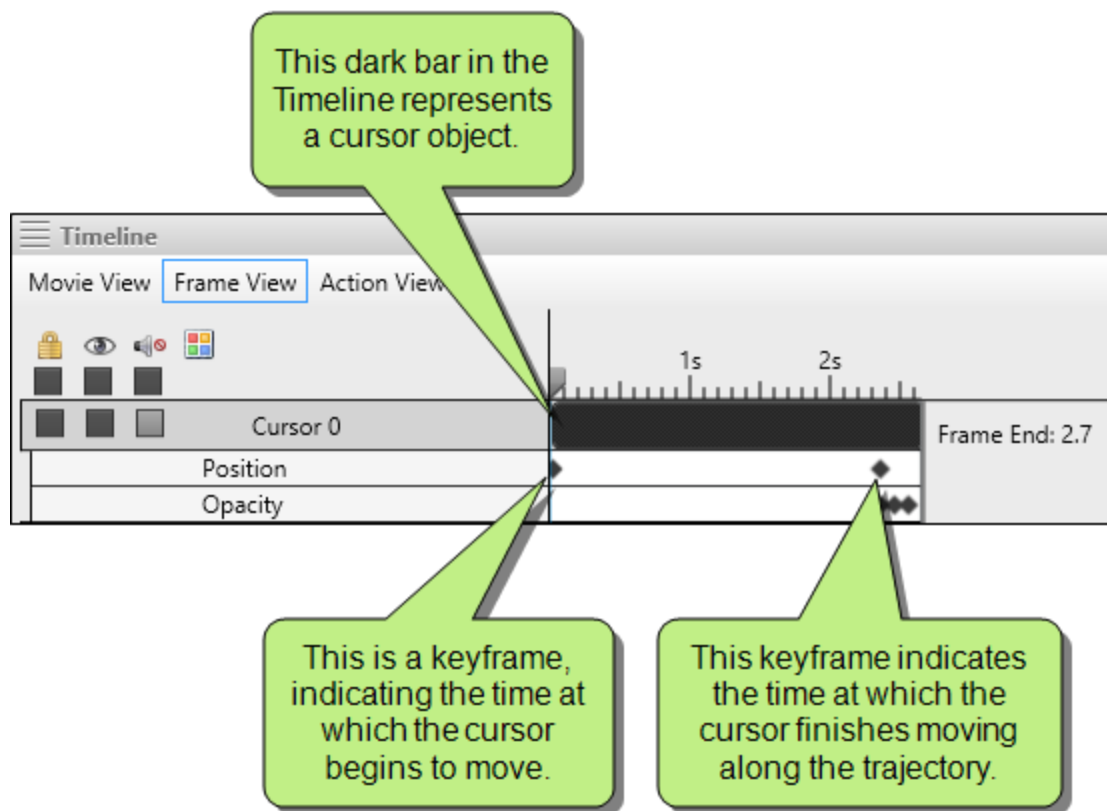 This dark bar in the
Timeline represents
a cursor object.
Timeline
Movie View Frame View Action View
1s 2s
Cursor 0
Frame End: 2.7
Position
Opacity
This is a keyframe,
indicating the time at
which the cursor
begins to move.
This keyframe indicates
the time at which the
cursor finishes moving
along the trajectory.